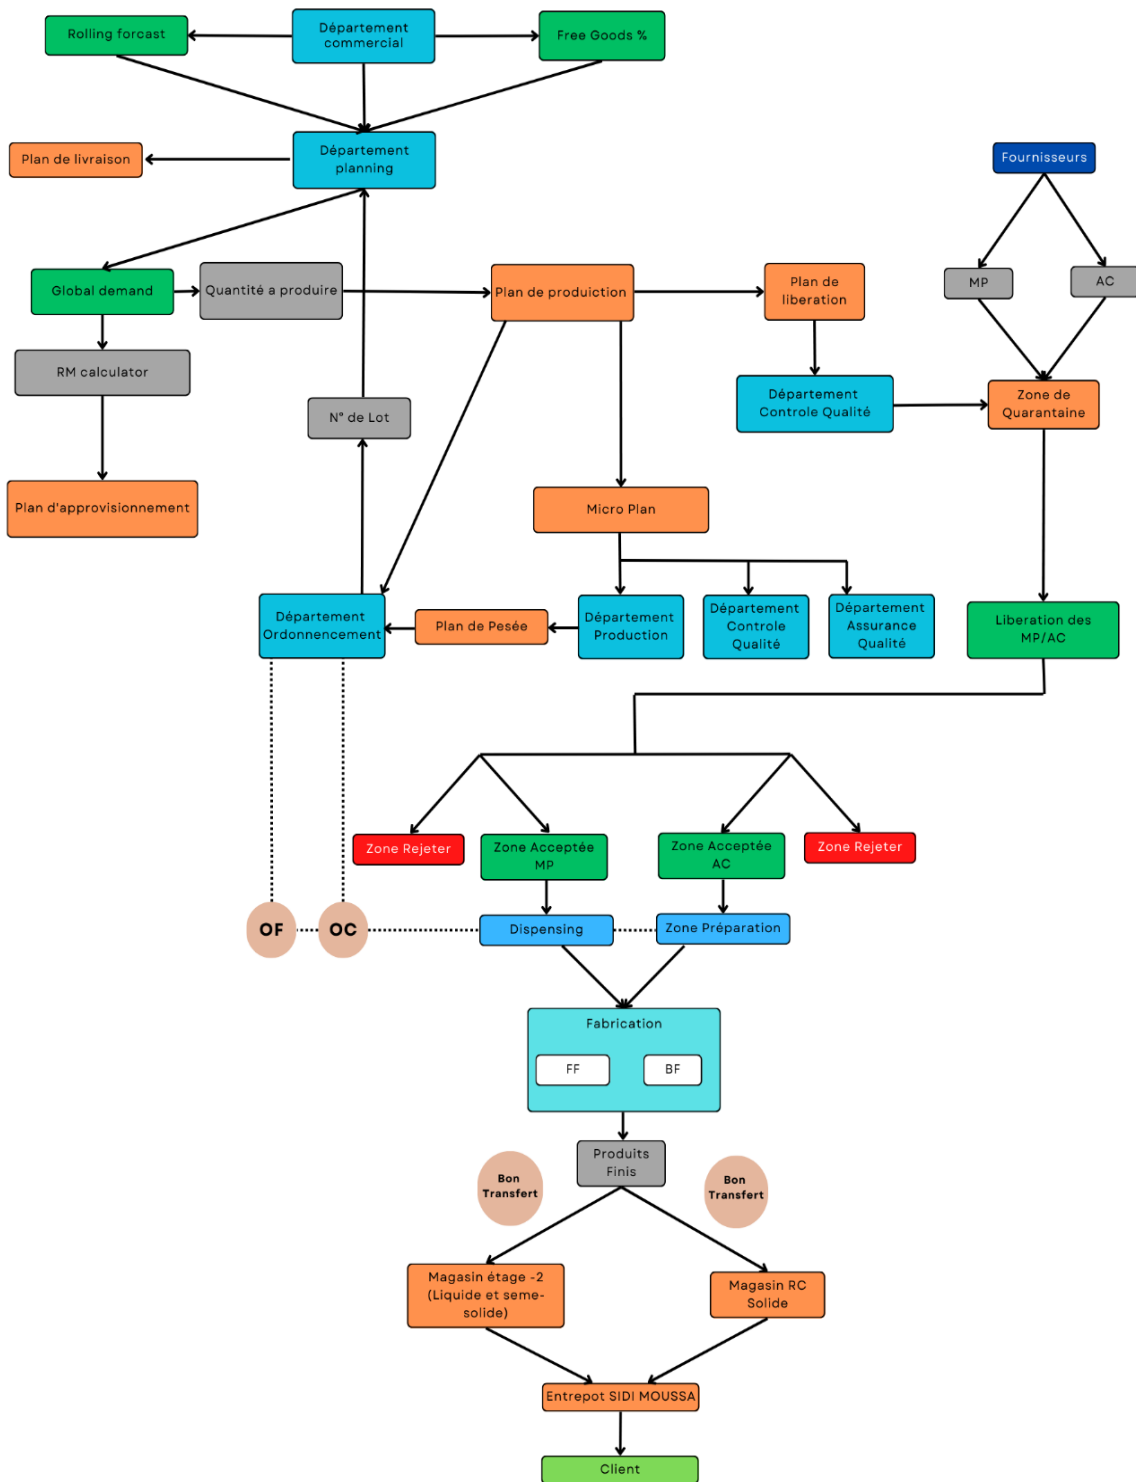 Rolling forcast
Département
commercial
Free Goods %
Plan de livraison
Département
planning
Fournisseurs
Global demand
Quantité a produire
Plan de produiction
Plan de
liberation
MP
AC
RM calculator
N° de Lot
Département
Controle Qualité
Zone de
Quarantaine
Plan d'approvisionnement
Micro Plan
Département
Ordonnencement
Plan de Pesée
Département
Production
Département
Controle
Qualité
Département
Assurance
Qualité
Liberation des
MP/AC
Zone Rejeter
Zone Acceptée
MP
Zone Acceptée
AC
Zone Rejeter
OF
OC
Dispensing
Zone Préparation
Fabrication
FF
BF
Produits
Finis
Bon
Transfert
Bon
Transfert
Magasin étage -2
(Liquide et seme-
solide)
Magasin RC
Solide
Entrepot SIDI MOUSSA
Client